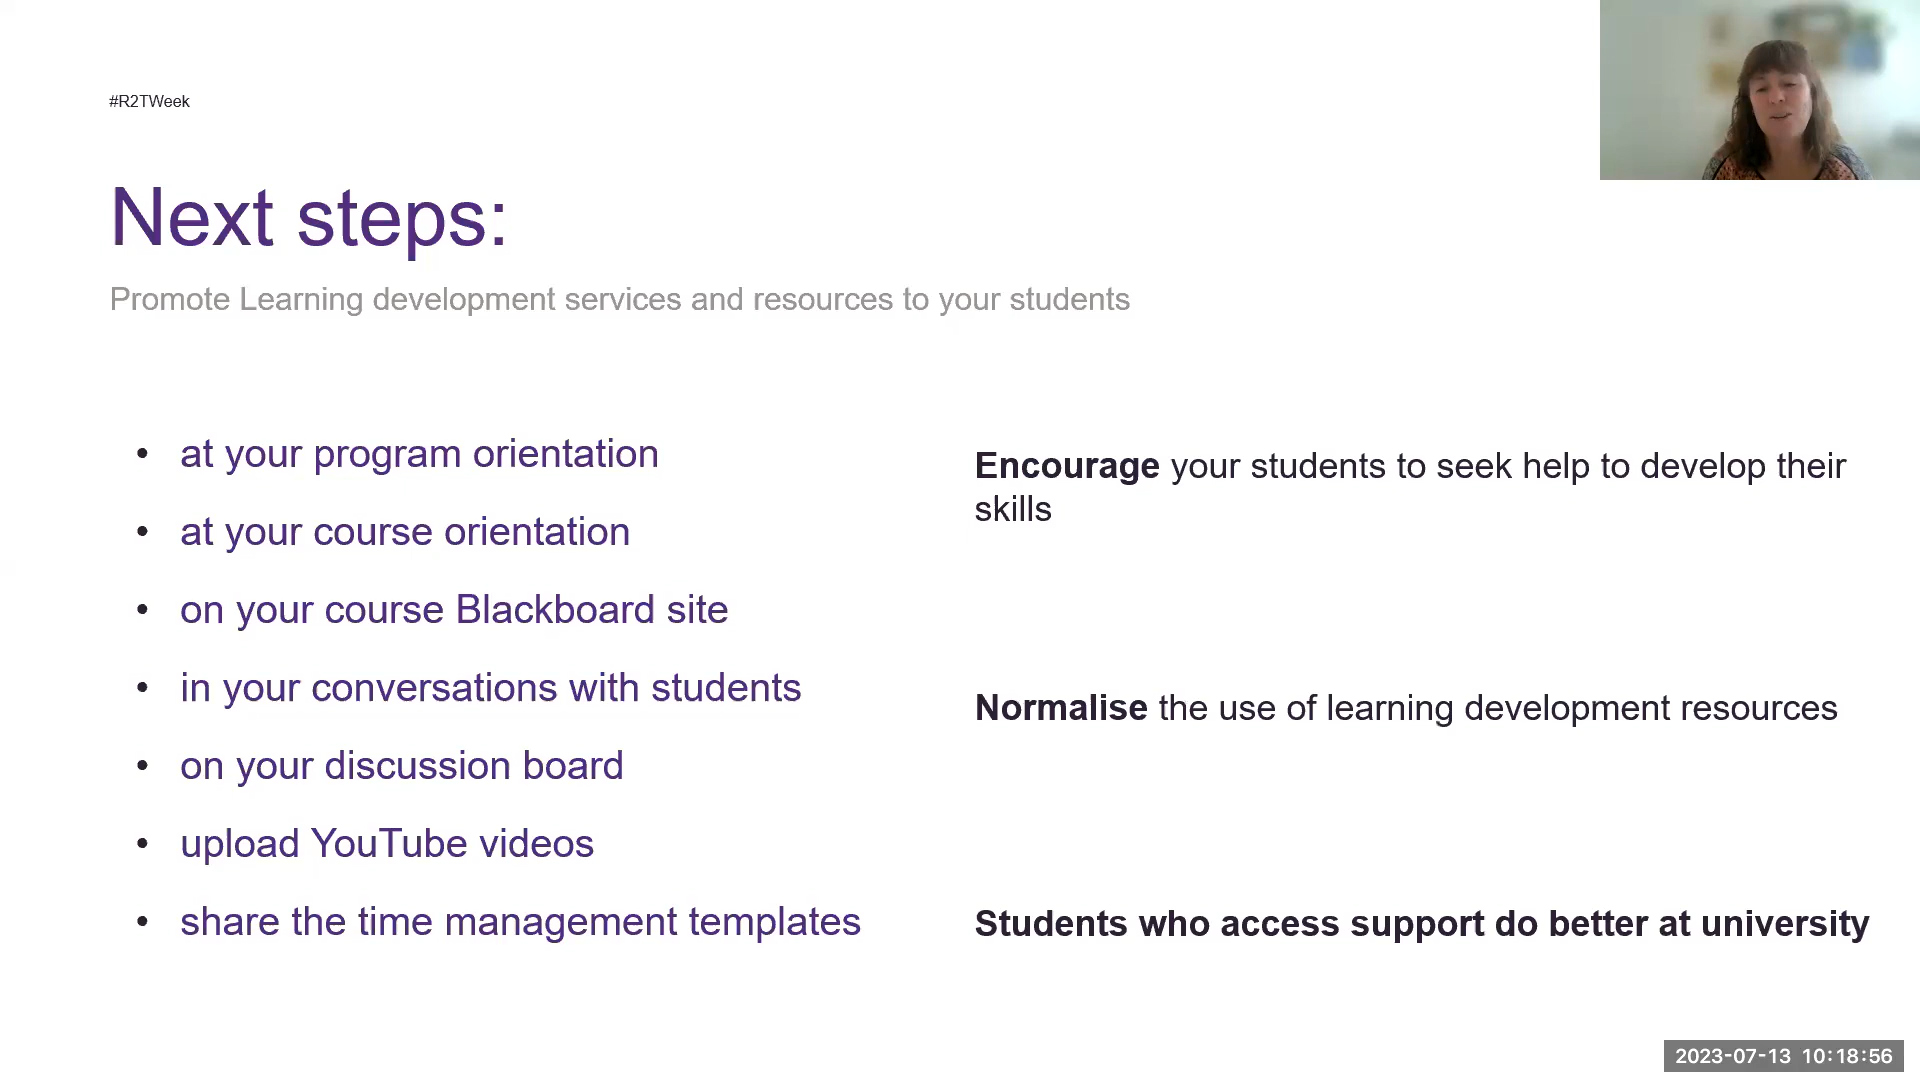 #R2TWeek
Next steps:
Promote Learning development services and resources to your students
• at your program orientation
• at your course orientation
• on your course Blackboard site
• in your conversations with students
• on your discussion board
• upload YouTube videos
• share the time management templates
Encourage your students to seek help to develop their
skills
Normalise the use of learning development resources
Students who access support do better at university
2023-07-13 10:18:56